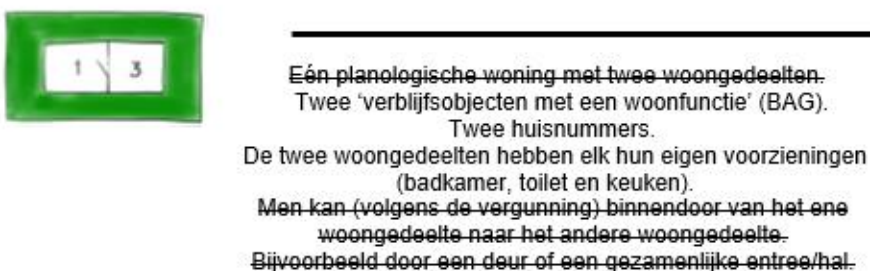 1 3
Eén planologische woning met twee woongedeelten.
Twee ‘verblijfsobjecten met een woonfunctie’ (BAG).
Twee huisnummers.
De twee woongedeelten hebben elk hun eigen voorzieningen
(badkamer, toilet en keuken).
Men kan (volgens de vergunning) binnendoor van het ene
woongedeelte naar het andere woongedeelte.
Bijvoorbeeld door een deur of een gezamenlijke entree/hal.